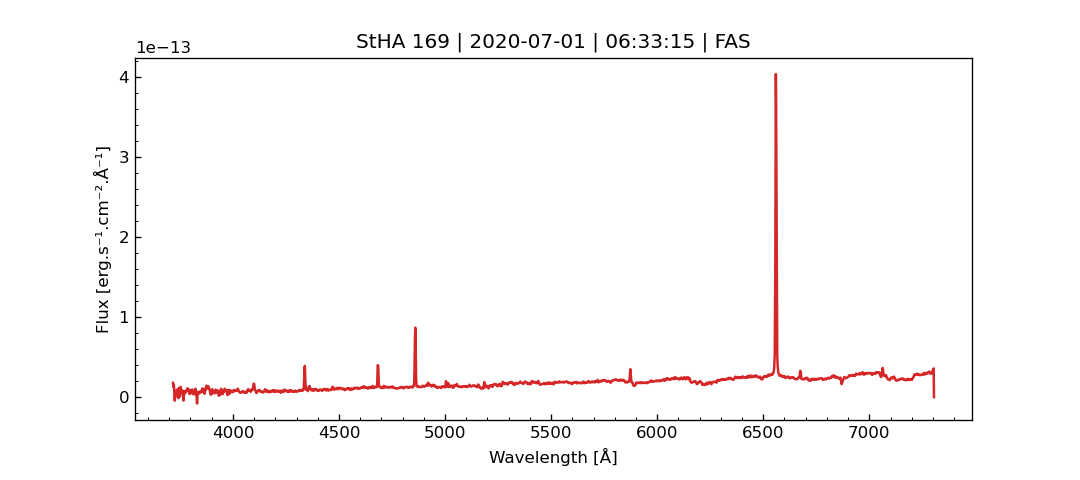 StHA 169 | 2020-07-01 | 06:33:15 | FAS
1e−13
4
3
2
1
0
Flux [erg.s⁻¹.cm⁻².Å⁻¹]
4000 4500 5000 5500 6000 6500 7000
Wavelength [Å]